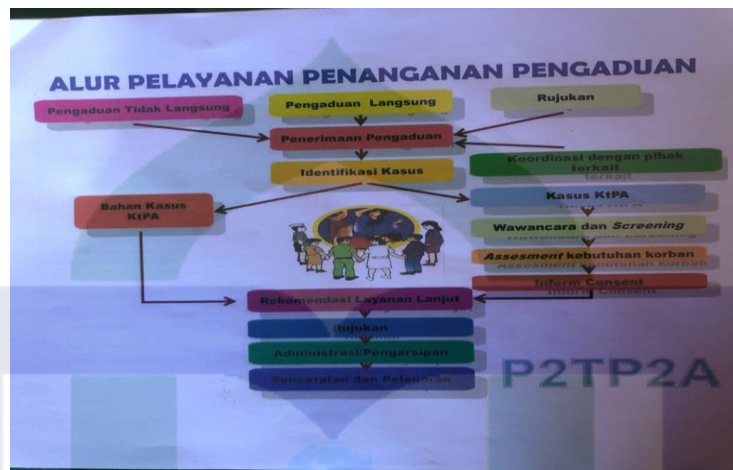 ALUR PELAYANAN PENANGANAN PENGADUAN
Pengaduan Tidak Langsung
Pengaduan Langsung
Rujukan
Penerimaan Pengaduan
Koordinasi dengan pihak
terkait
Identifikasi Kasus
Kasus KtPA
Bahan Kasus
KtPA
Wawancara dan Screening
Assesment kebutuhan korban
Inform Consent
Rekomendasi Layanan Lanjut
Rujukan
Administrasi/Pengarsipan
Pencatatan dan Pelaporan
P2TP2A